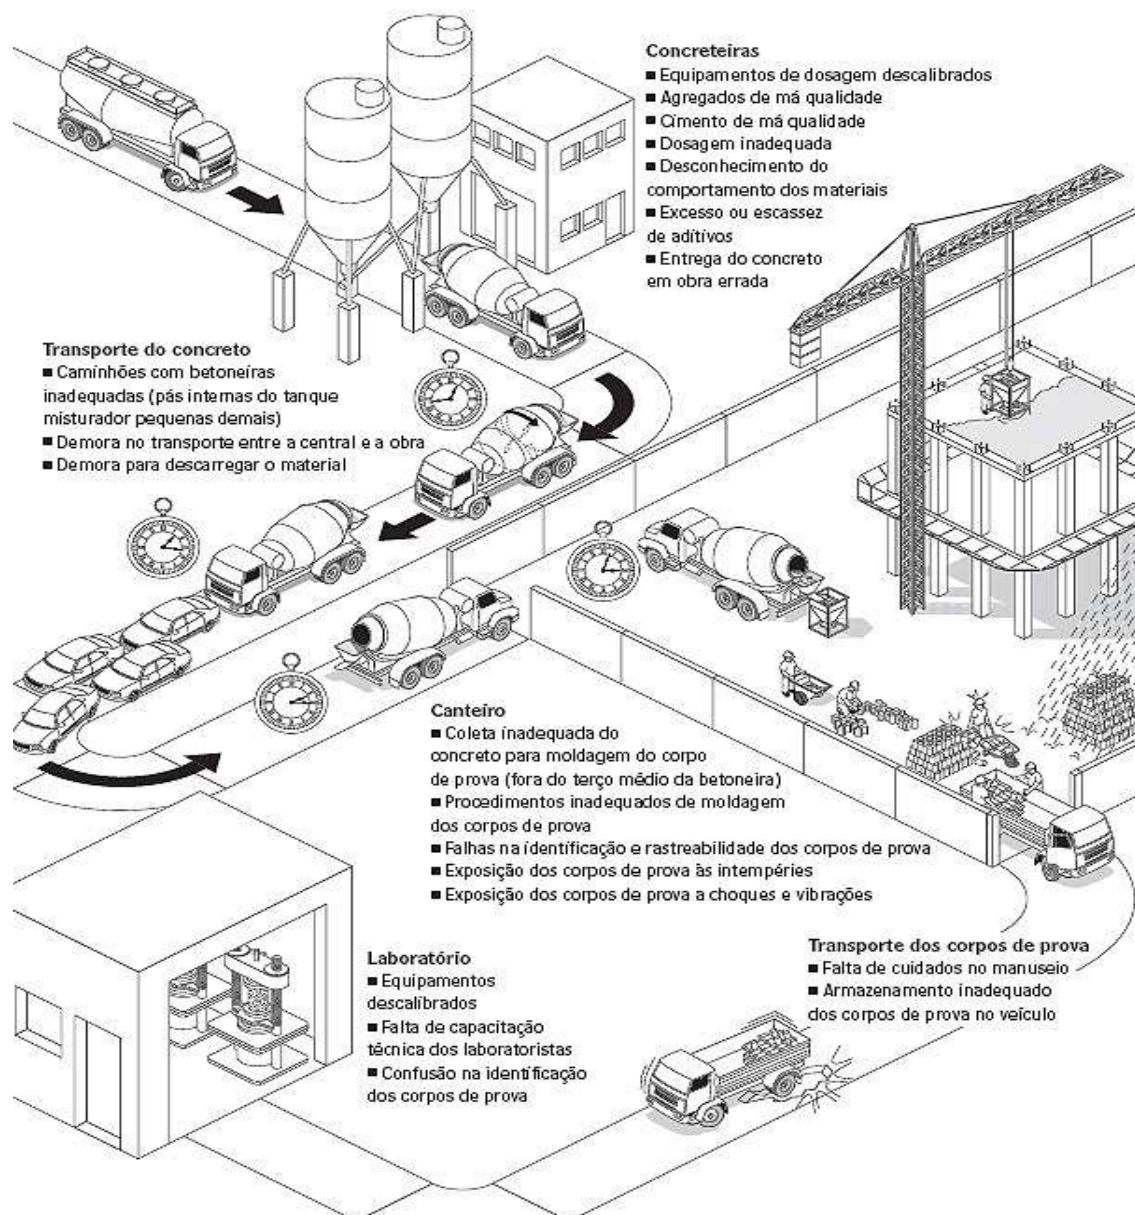 Concreteiras
▪ Equipamentos de dosagem descalibrados
▪ Agregados de má qualidade
▪ Cimento de má qualidade
▪ Dosagem inadequada
▪ Desconhecimento do
comportamento dos materiais
▪ Excesso ou escassez
de aditivos
▪ Entrega do concreto
em obra errada
Transporte do concreto
▪ Caminhões com betoneiras
inadequadas (pás internas do tanque
misturador pequenas demais)
▪ Demora no transporte entre a central e a obra
▪ Demora para descarregar o material
Canteiro
▪ Coleta inadequada do
concreto para moldagem do corpo
de prova (fora do terço médio da betoneira)
▪ Procedimentos inadequados de moldagem
dos corpos de prova
▪ Falhas na identificação e rastreabilidade dos corpos de prova
▪ Exposição dos corpos de prova às intempéries
▪ Exposição dos corpos de prova a choques e vibrações
Transporte dos corpos de prova
▪ Falta de cuidados no manuseio
▪ Armazenamento inadequado
dos corpos de prova no veículo
Laboratório
▪ Equipamentos
descalibrados
▪ Falta de capacitação
técnica dos laboratoristas
▪ Confusão na identificação
dos corpos de prova